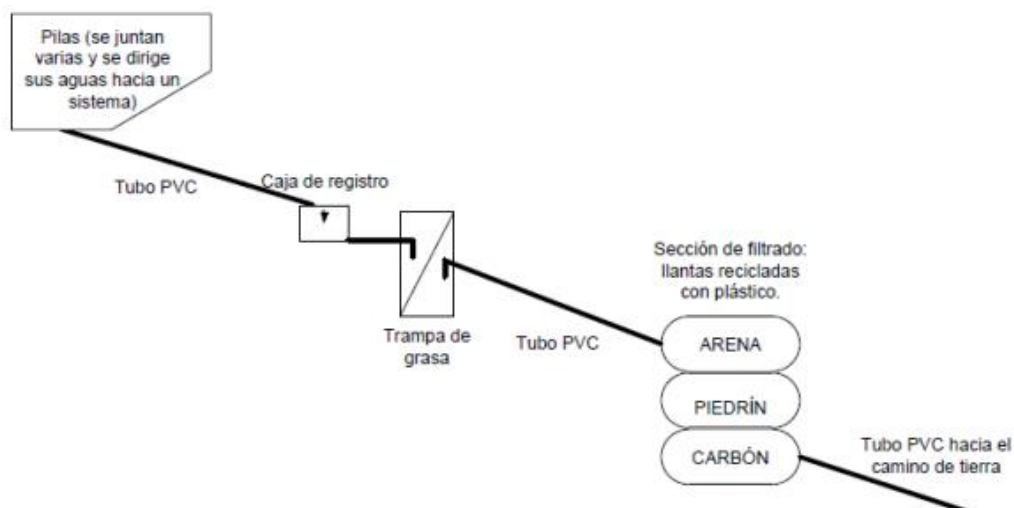 Pilas (se juntan
varias y se dirige
sus aguas hacia un
sistema)
Tubo PVC
Caja de registro
Trampa de
grasa
Tubo PVC
Sección de filtrado:
llantas recicladas
con plástico.
ARENA
PIEDRÍN
CARBÓN
Tubo PVC hacia el
camino de tierra